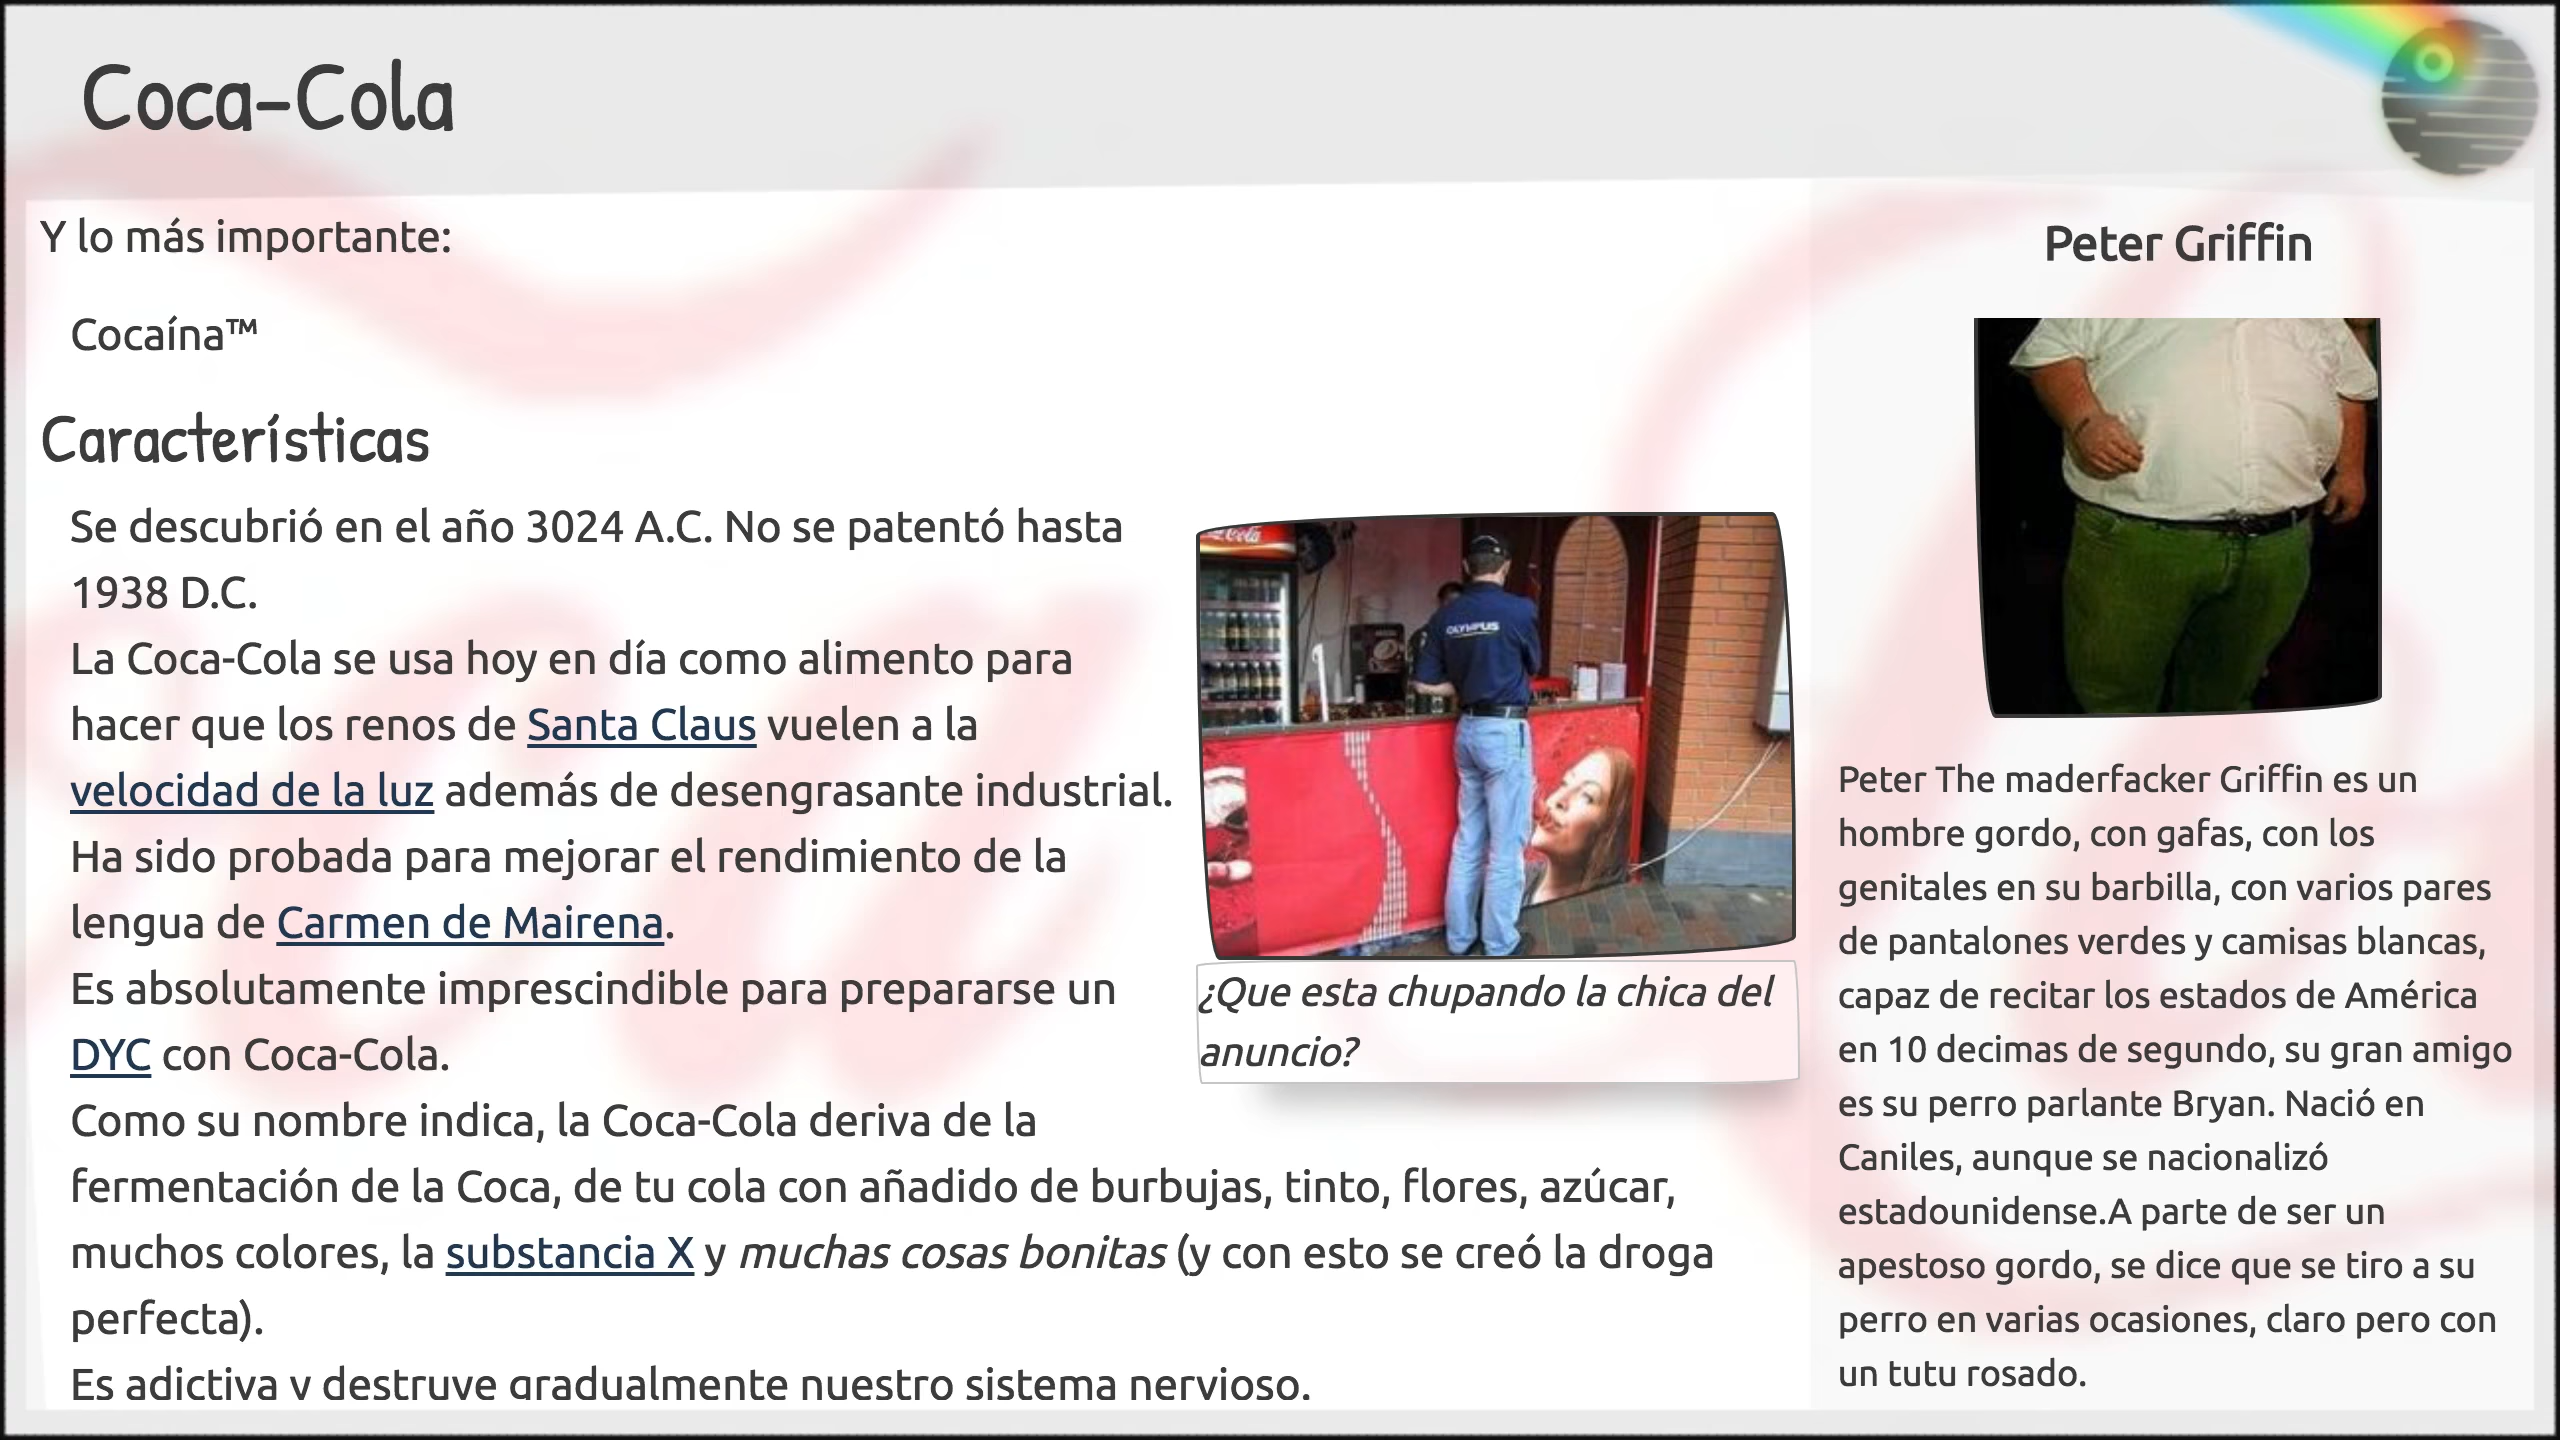 Coca-Cola
Y lo más importante:
Cocaína™
Características
Se descubrió en el año 3024 A.C. No se patentó hasta
1938 D.C.
La Coca-Cola se usa hoy en día como alimento para
hacer que los renos de Santa Claus vuelen a la
velocidad de la luz además de desengrasante industrial.
Ha sido probada para mejorar el rendimiento de la
lengua de Carmen de Mairena.
Es absolutamente imprescindible para prepararse un
DYC con Coca-Cola.
Como su nombre indica, la Coca-Cola deriva de la
fermentación de la Coca, de tu cola con añadido de burbujas, tinto, flores, azúcar,
muchos colores, la substancia X y muchas cosas bonitas (y con esto se creó la droga
perfecta).
Es adictiva y destruye gradualmente nuestro sistema nervioso.
OLYMPUS
¿Que esta chupando la chica del
anuncio?
Peter Griffin
Peter The maderfacker Griffin es un
hombre gordo, con gafas, con los
genitales en su barbilla, con varios pares
de pantalones verdes y camisas blancas,
capaz de recitar los estados de América
en 10 decimas de segundo, su gran amigo
es su perro parlante Bryan. Nació en
Caniles, aunque se nacionalizó
estadounidense.A parte de ser un
apestoso gordo, se dice que se tiro a su
perro en varias ocasiones, claro pero con
un tutu rosado.